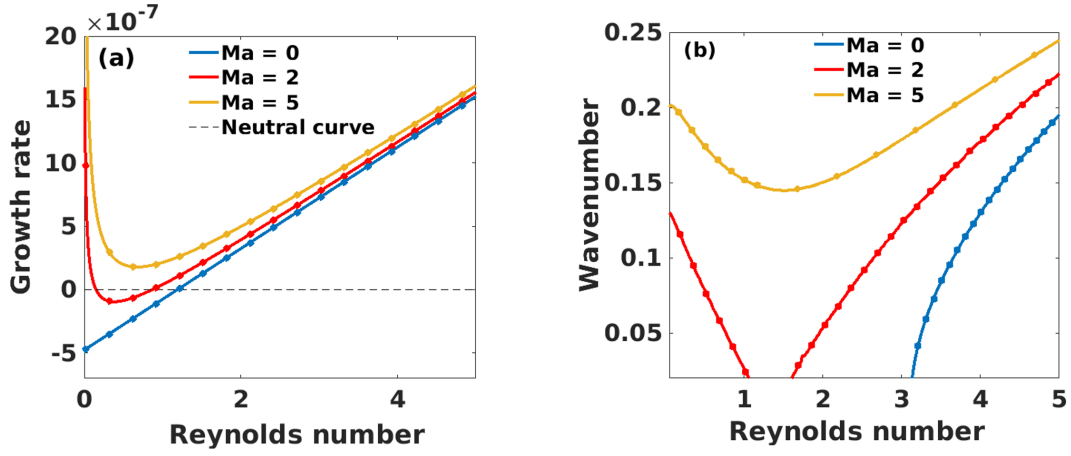 ×10⁻⁷
20
15
10
5
0
-5
(a)
Ma = 0
Ma = 2
Ma = 5
Neutral curve
Growth rate
0
2
4
Reynolds number
0.25
0.2
0.15
0.1
0.05
(b)
Ma = 0
Ma = 2
Ma = 5
Wavenumber
1
2
3
4
5
Reynolds number